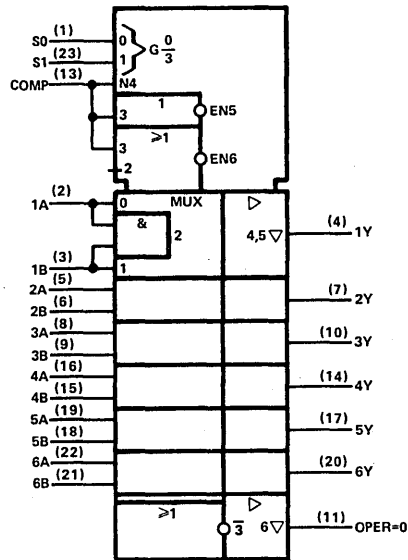 S0 (1) 0 G 0/3
S1 (23) 1
COMP (13) N4
1 EN5
3
≥1
3 EN6
2
1A (2) 0 MUX ▷
& 4,5 ▽ (4) 1Y
2
1B (3) 1
2A (5)
2B (6) (7) 2Y
3A (8)
3B (9) (10) 3Y
4A (16)
4B (15) (14) 4Y
5A (19)
5B (18) (17) 5Y
6A (22)
6B (21) (20) 6Y
≥1 ▷
3 6 ▽ (11) OPER=0